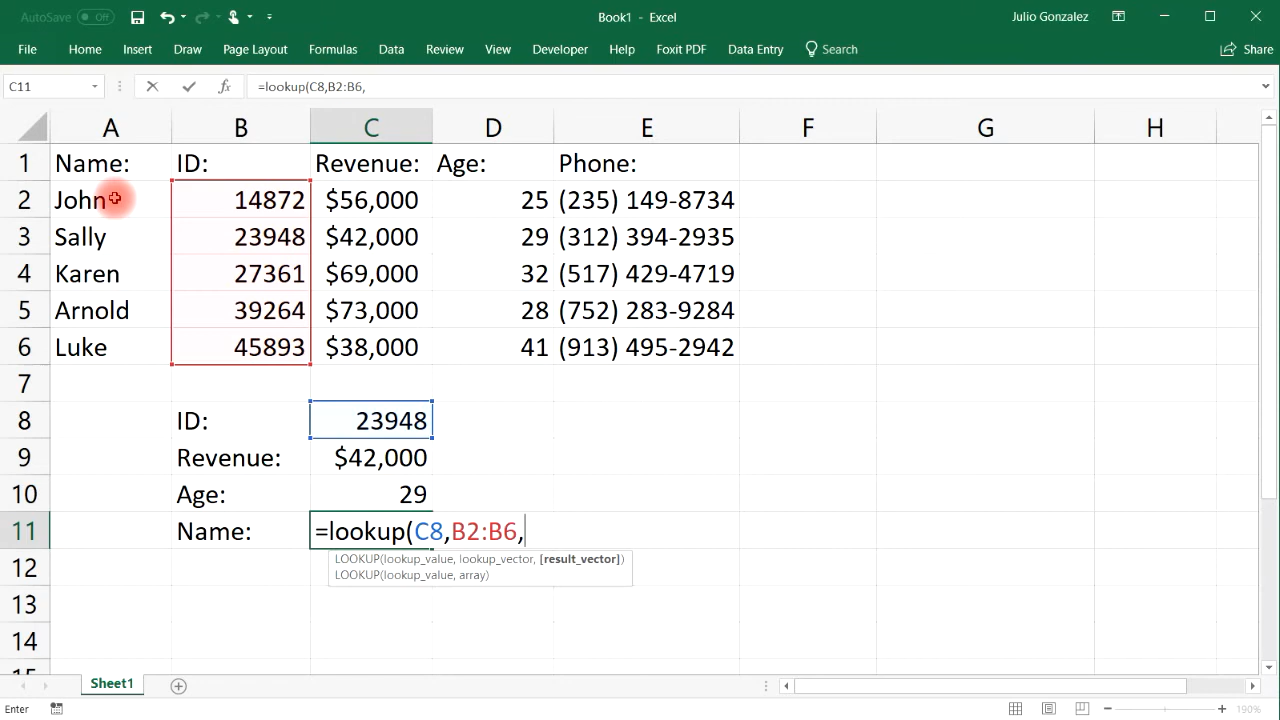 AutoSave Off Book1 - Excel Julio Gonzalez
File Home Insert Draw Page Layout Formulas Data Review View Developer Help Foxit PDF Data Entry Search Share
C11 fx =lookup(C8,B2:B6,
A B C D E F G H
1 Name: ID: Revenue: Age: Phone:
2 John 14872 $56,000 25 (235) 149-8734
3 Sally 23948 $42,000 29 (312) 394-2935
4 Karen 27361 $69,000 32 (517) 429-4719
5 Arnold 39264 $73,000 28 (752) 283-9284
6 Luke 45893 $38,000 41 (913) 495-2942
7
8 ID: 23948
9 Revenue: $42,000
10 Age: 29
11 Name: =lookup(C8,B2:B6,
LOOKUP(lookup_value, lookup_vector, [result_vector])
12 LOOKUP(lookup_value, array)
13
14
15
Sheet1
Enter 190%